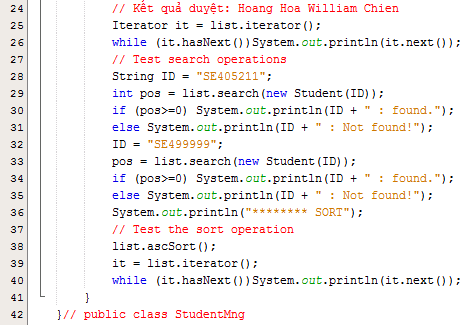 24 // Kết quả duyệt: Hoang Hoa William Chien
25 Iterator it = list.iterator();
26 while (it.hasNext())System.out.println(it.next());
27 // Test search operations
28 String ID = "SE405211";
29 int pos = list.search(new Student(ID));
30 if (pos>=0) System.out.println(ID + " : found.");
31 else System.out.println(ID + " : Not found!");
32 ID = "SE499999";
33 pos = list.search(new Student(ID));
34 if (pos>=0) System.out.println(ID + " : found.");
35 else System.out.println(ID + " : Not found!");
36 System.out.println("******** SORT");
37 // Test the sort operation
38 list.ascSort();
39 it = list.iterator();
40 while (it.hasNext())System.out.println(it.next());
41 }
42 }// public class StudentMng